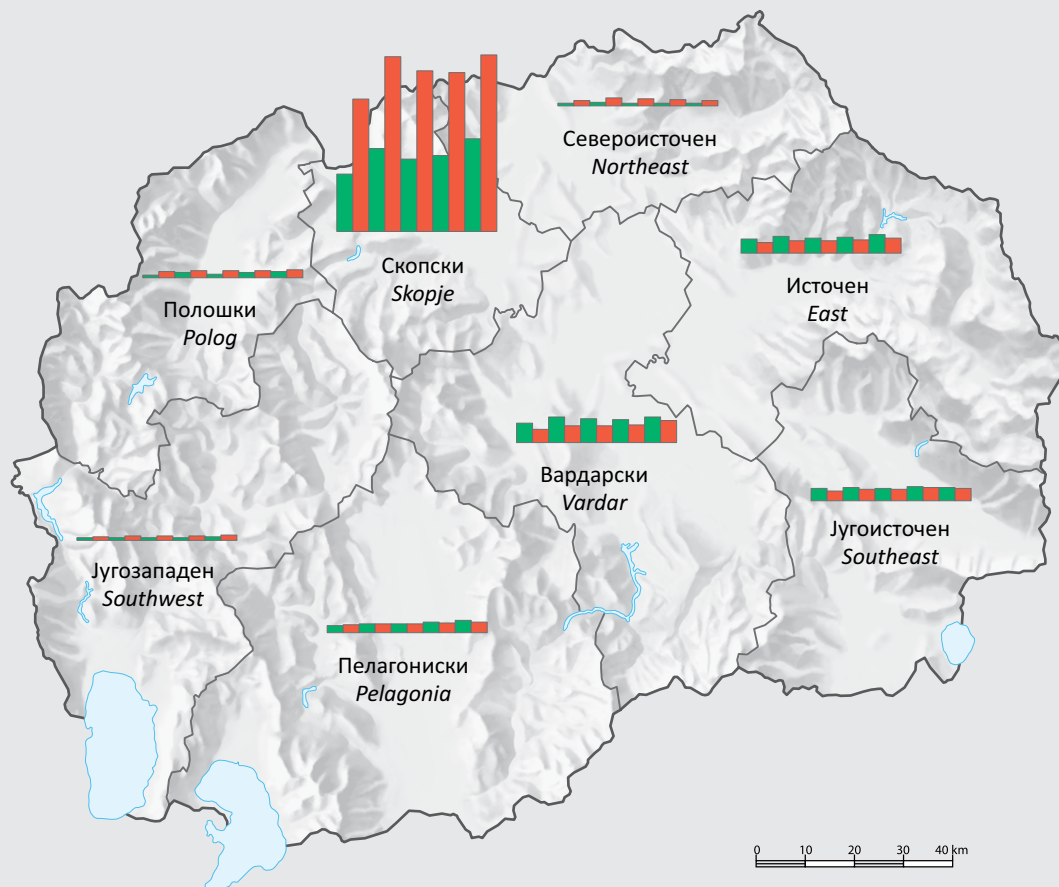 Североисточен
Northeast
Скопски
Skopje
Источен
East
Полошки
Polog
Вардарски
Vardar
Југоисточен
Southeast
Југозападен
Southwest
Пелагониски
Pelagonia
0 10 20 30 40 km